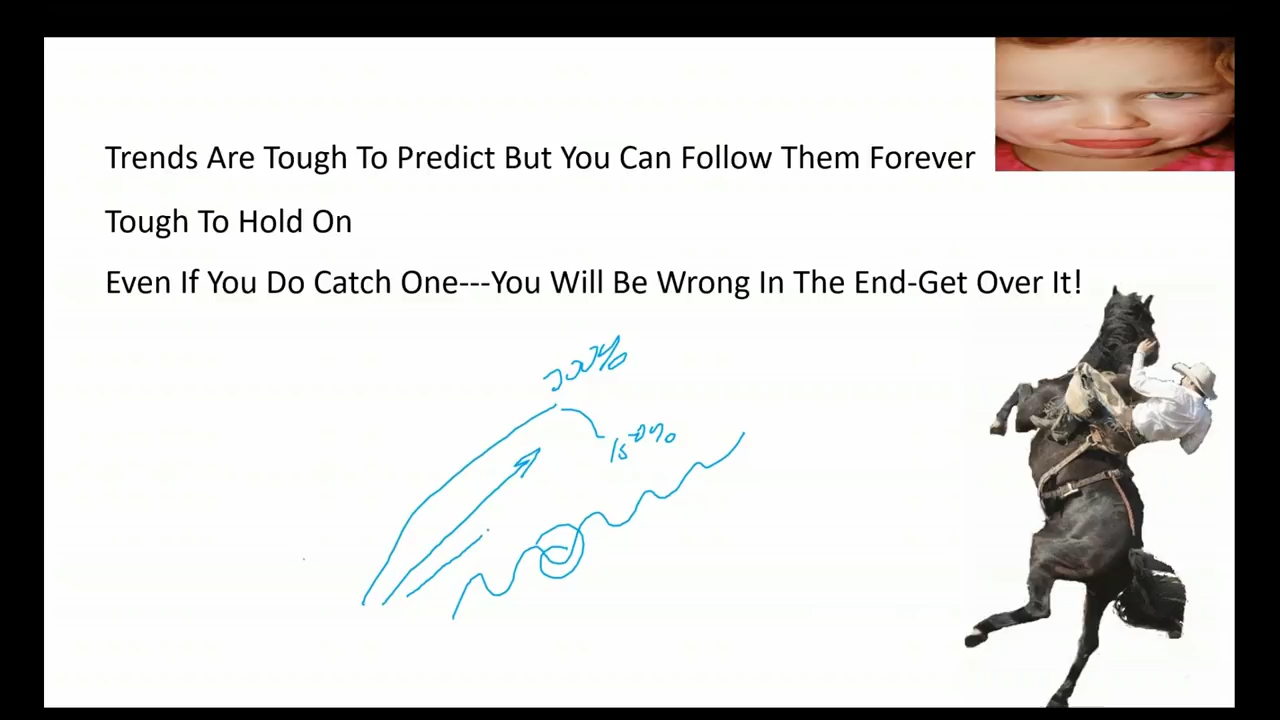 Trends Are Tough To Predict But You Can Follow Them Forever
Tough To Hold On
Even If You Do Catch One---You Will Be Wrong In The End-Get Over It!
150%